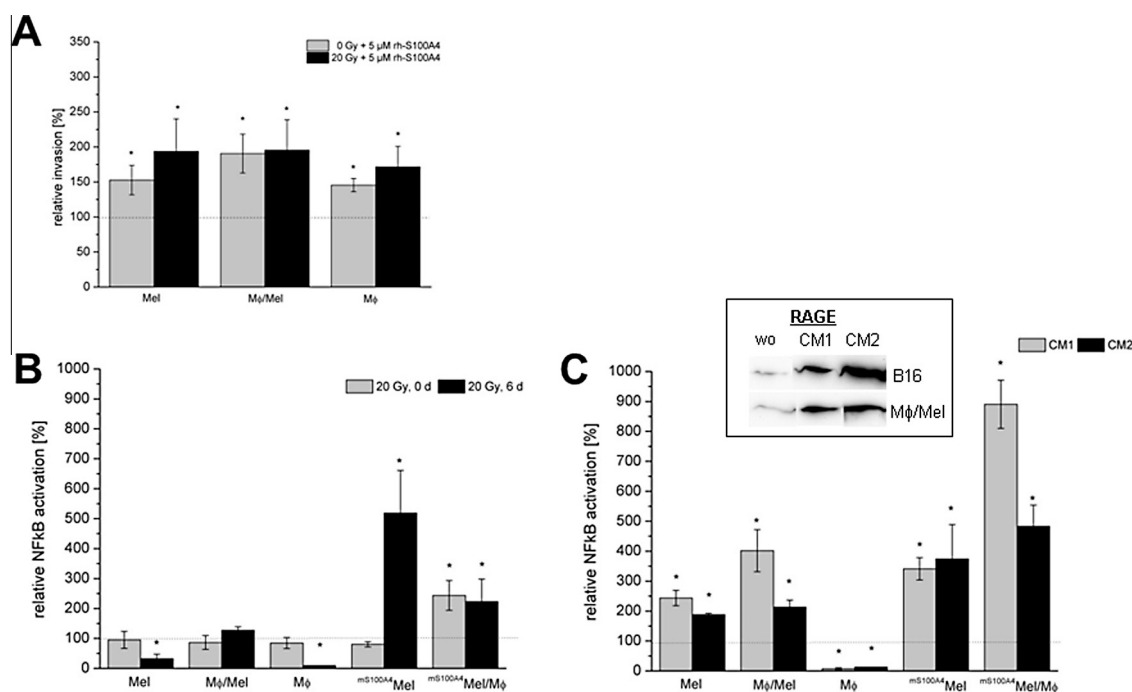 A
0 Gy + 5 µM rh-S100A4
20 Gy + 5 µM rh-S100A4
relative invasion [%]
350
300
250
200
150
100
50
0
* * * * * *
Mel Mϕ/Mel Mϕ
B
20 Gy, 0 d 20 Gy, 6 d
relative NFkB activation [%]
1000
900
800
700
600
500
400
300
200
100
0
* * * * *
Mel Mϕ/Mel Mϕ mS100A4Mel mS100A4Mel/Mϕ
C
RAGE
wo CM1 CM2
B16
Mϕ/Mel
CM1 CM2
relative NFkB activation [%]
1000
900
800
700
600
500
400
300
200
100
0
* * * * * * * * * *
Mel Mϕ/Mel Mϕ mS100A4Mel mS100A4Mel/Mϕ